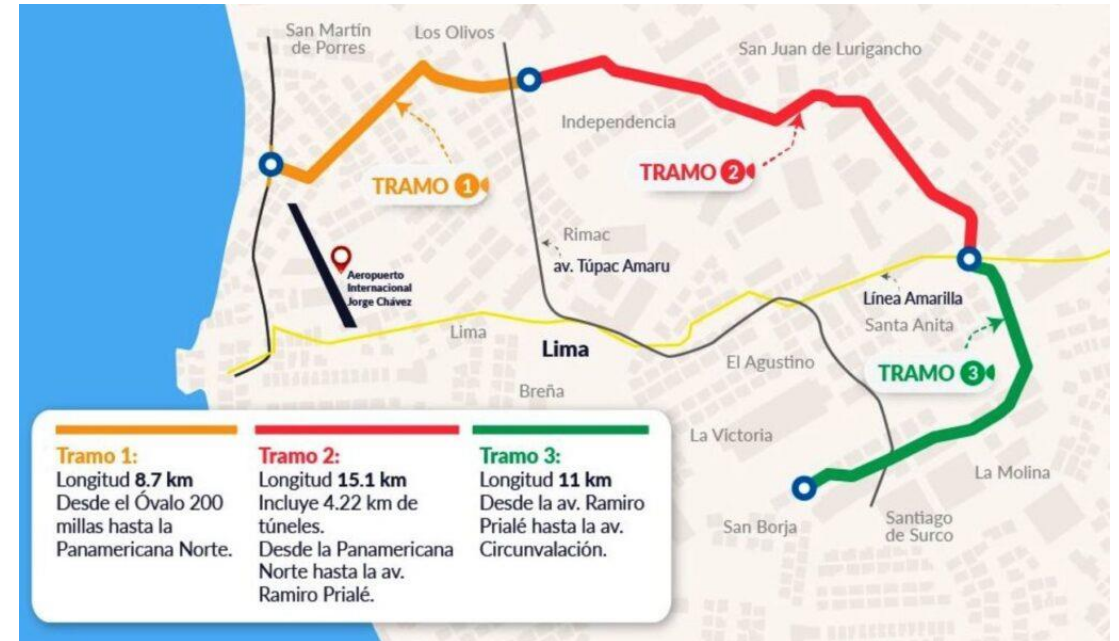 San Martín
de Porres
Los Olivos
San Juan de Lurigancho
Independencia
TRAMO 1
TRAMO 2
Rimac
av. Túpac Amaru
Aeropuerto
Internacional
Jorge Chávez
Línea Amarilla
Santa Anita
Lima
Lima
El Agustino
TRAMO 3
Breña
La Victoria
La Molina
San Borja
Santiago
de Surco
Tramo 1:
Longitud 8.7 km
Desde el Óvalo 200
millas hasta la
Panamericana Norte.
Tramo 2:
Longitud 15.1 km
Incluye 4.22 km de
túneles.
Desde la Panamericana
Norte hasta la av.
Ramiro Prialé.
Tramo 3:
Longitud 11 km
Desde la av. Ramiro
Prialé hasta la av.
Circunvalación.